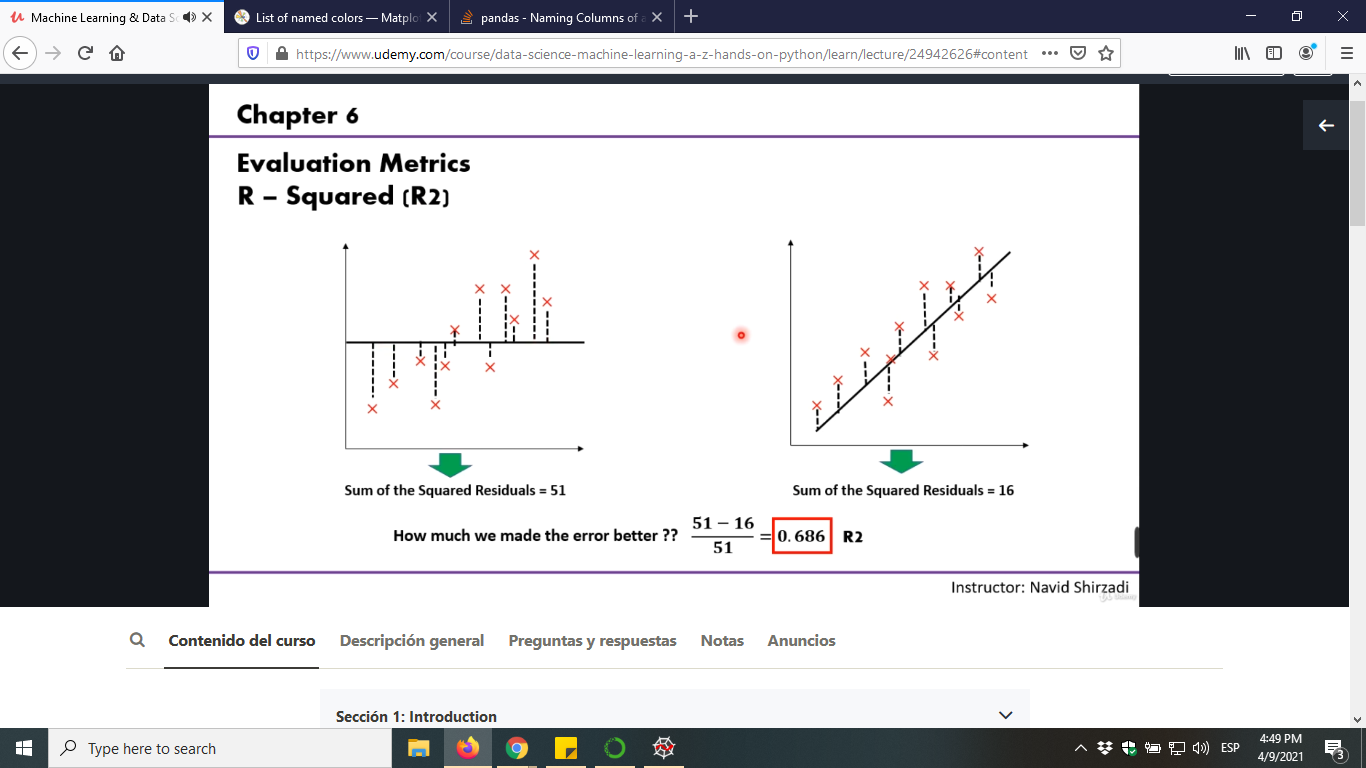 Machine Learning & Data S
List of named colors — Matplo
pandas - Naming Columns of a
https://www.udemy.com/course/data-science-machine-learning-a-z-hands-on-python/learn/lecture/24942626#content
Chapter 6
Evaluation Metrics
R – Squared (R2)
Sum of the Squared Residuals = 51
Sum of the Squared Residuals = 16
How much we made the error better ?? 51 − 16 / 51 = 0.686 R2
Instructor: Navid Shirzadi
Contenido del curso Descripción general Preguntas y respuestas Notas Anuncios
Sección 1: Introduction
Type here to search
ESP
4:49 PM
4/9/2021
3